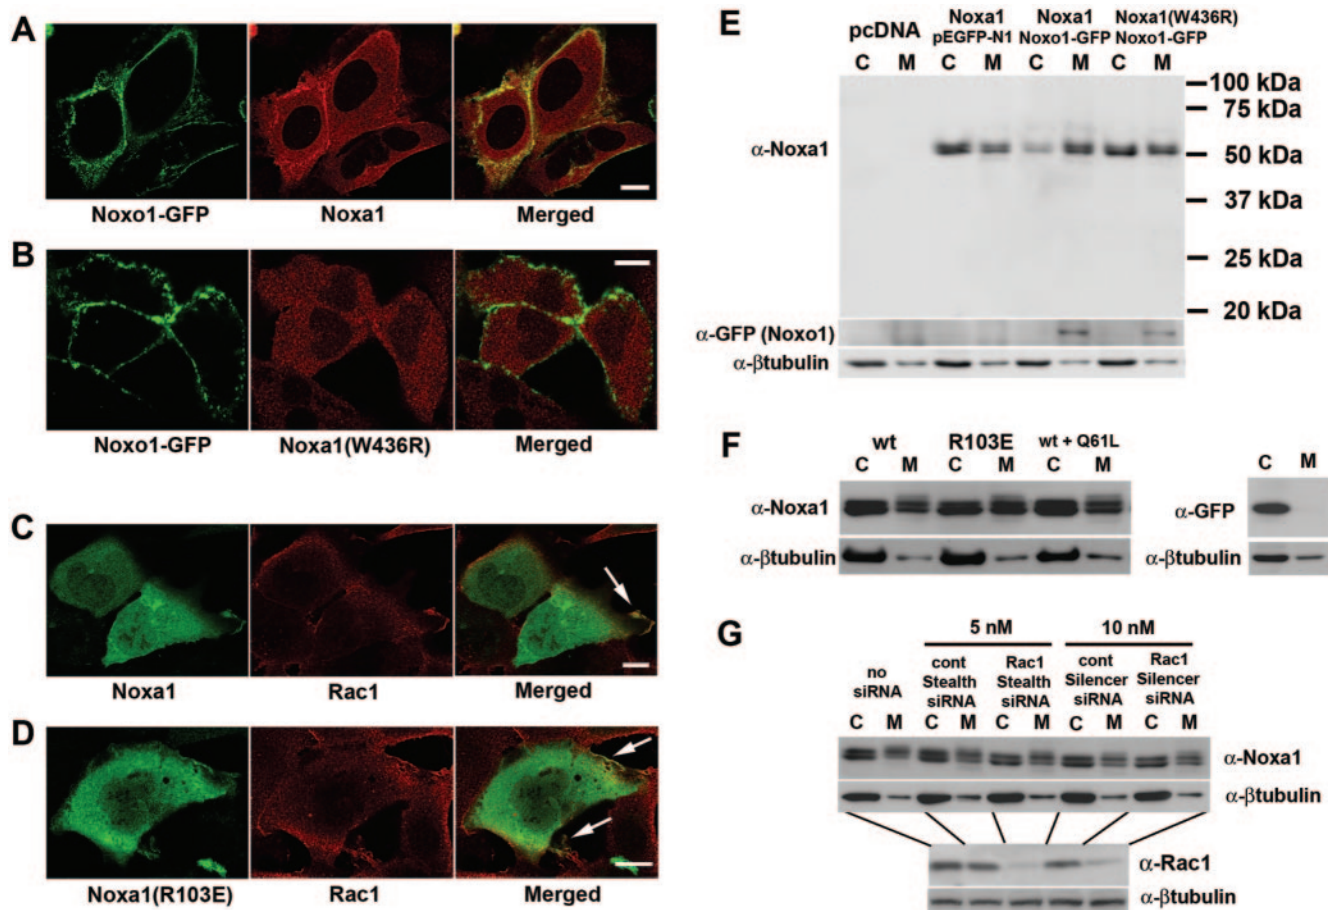 A
Noxo1-GFP Noxa1 Merged
B
Noxo1-GFP Noxa1(W436R) Merged
C
Noxa1 Rac1 Merged
D
Noxa1(R103E) Rac1 Merged
E
pcDNA
Noxa1
pEGFP-N1
Noxa1
Noxo1-GFP
Noxa1(W436R)
Noxo1-GFP
C M C M C M C M
100 kDa
75 kDa
α-Noxa1
50 kDa
37 kDa
25 kDa
20 kDa
α-GFP (Noxo1)
α-βtubulin
F
wt R103E wt + Q61L
C M C M C M
α-Noxa1
α-βtubulin
C M
α-GFP
α-βtubulin
G
5 nM 10 nM
no
siRNA
cont
Stealth
siRNA
Rac1
Stealth
siRNA
cont
Silencer
siRNA
Rac1
Silencer
siRNA
C M C M C M C M C M
α-Noxa1
α-βtubulin
α-Rac1
α-βtubulin